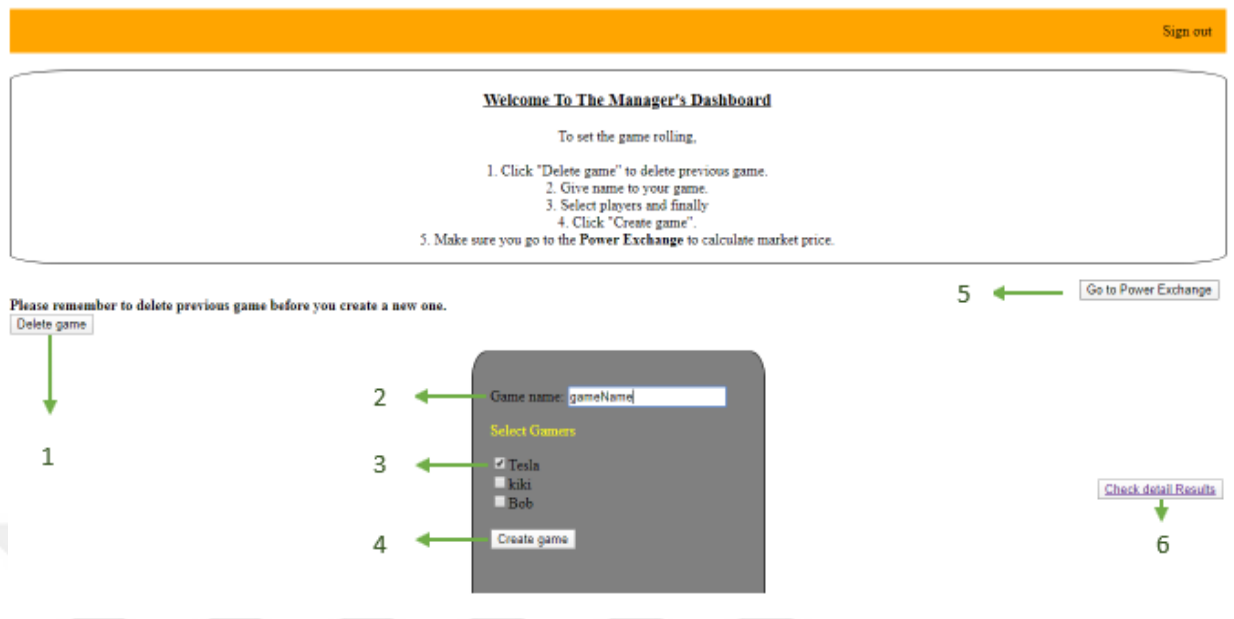 Sign out
Welcome To The Manager's Dashboard
To set the game rolling,
1. Click "Delete game" to delete previous game.
2. Give name to your game.
3. Select players and finally
4. Click "Create game".
5. Make sure you go to the Power Exchange to calculate market price.
5
Go to Power Exchange
Please remember to delete previous game before you create a new one.
Delete game
1
2
Game name: gameName
Select Gamers
3
Tesla
kiki
Bob
4
Create game
Check detail Results
6